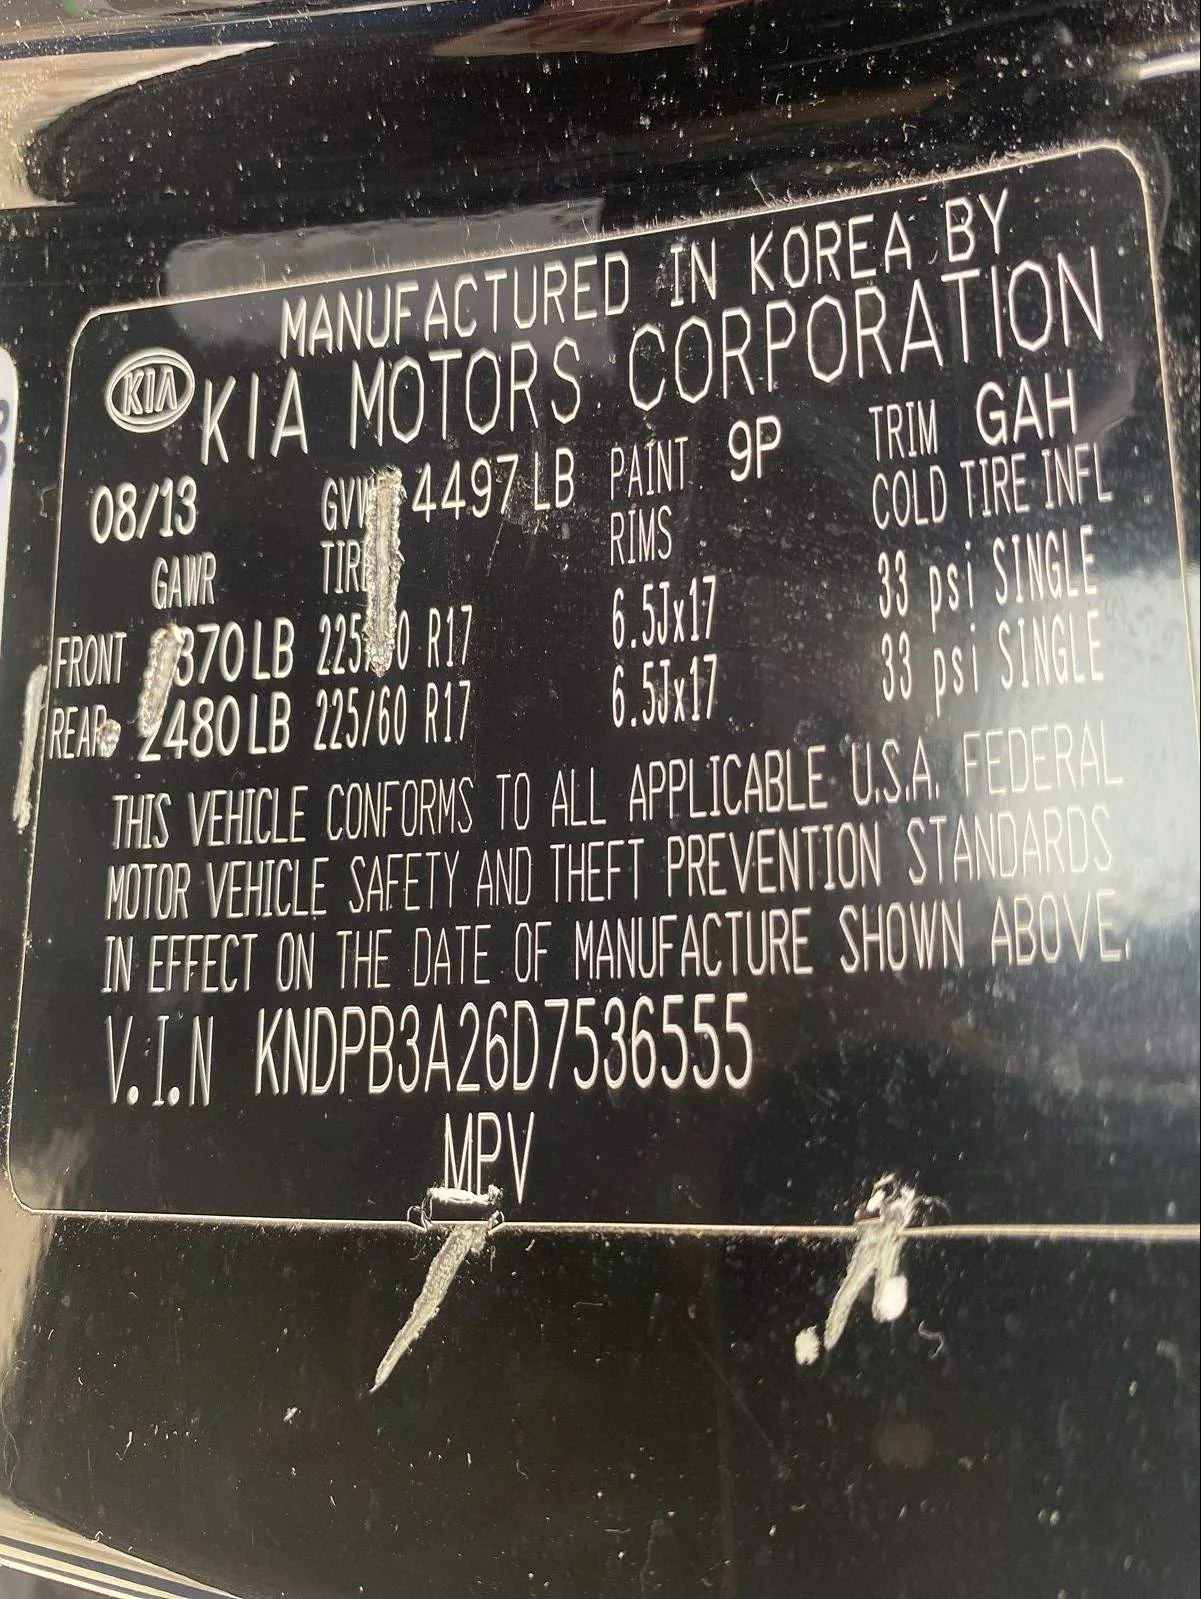 MANUFACTURED IN KOREA BY
KIA KIA MOTORS CORPORATION
08/13 4497 LB PAINT 9P TRIM GAH
GAWR RIMS COLD TIRE INFL
FRONT LB R17 6.5Jx17 33 psi SINGLE
REAR 2480LB 225/60 R17 6.5Jx17 33 psi SINGLE
THIS VEHICLE CONFORMS TO ALL APPLICABLE U.S.A. FEDERAL
MOTOR VEHICLE SAFETY AND THEFT PREVENTION STANDARDS
IN EFFECT ON THE DATE OF MANUFACTURE SHOWN ABOVE.
V.I.N KNDPB3A26D7536555
MPV